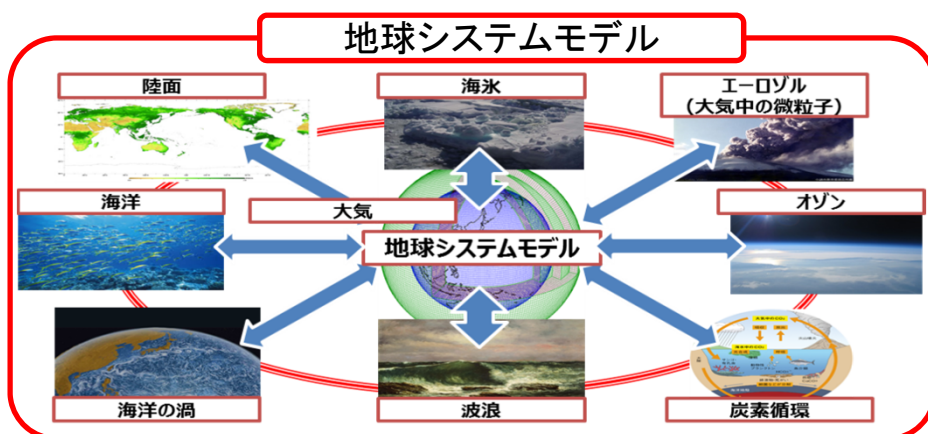 地球システムモデル
陸面
海氷
エーロゾル
(大気中の微粒子)
海洋
大気
オゾン
地球システムモデル
海洋の渦
波浪
炭素循環